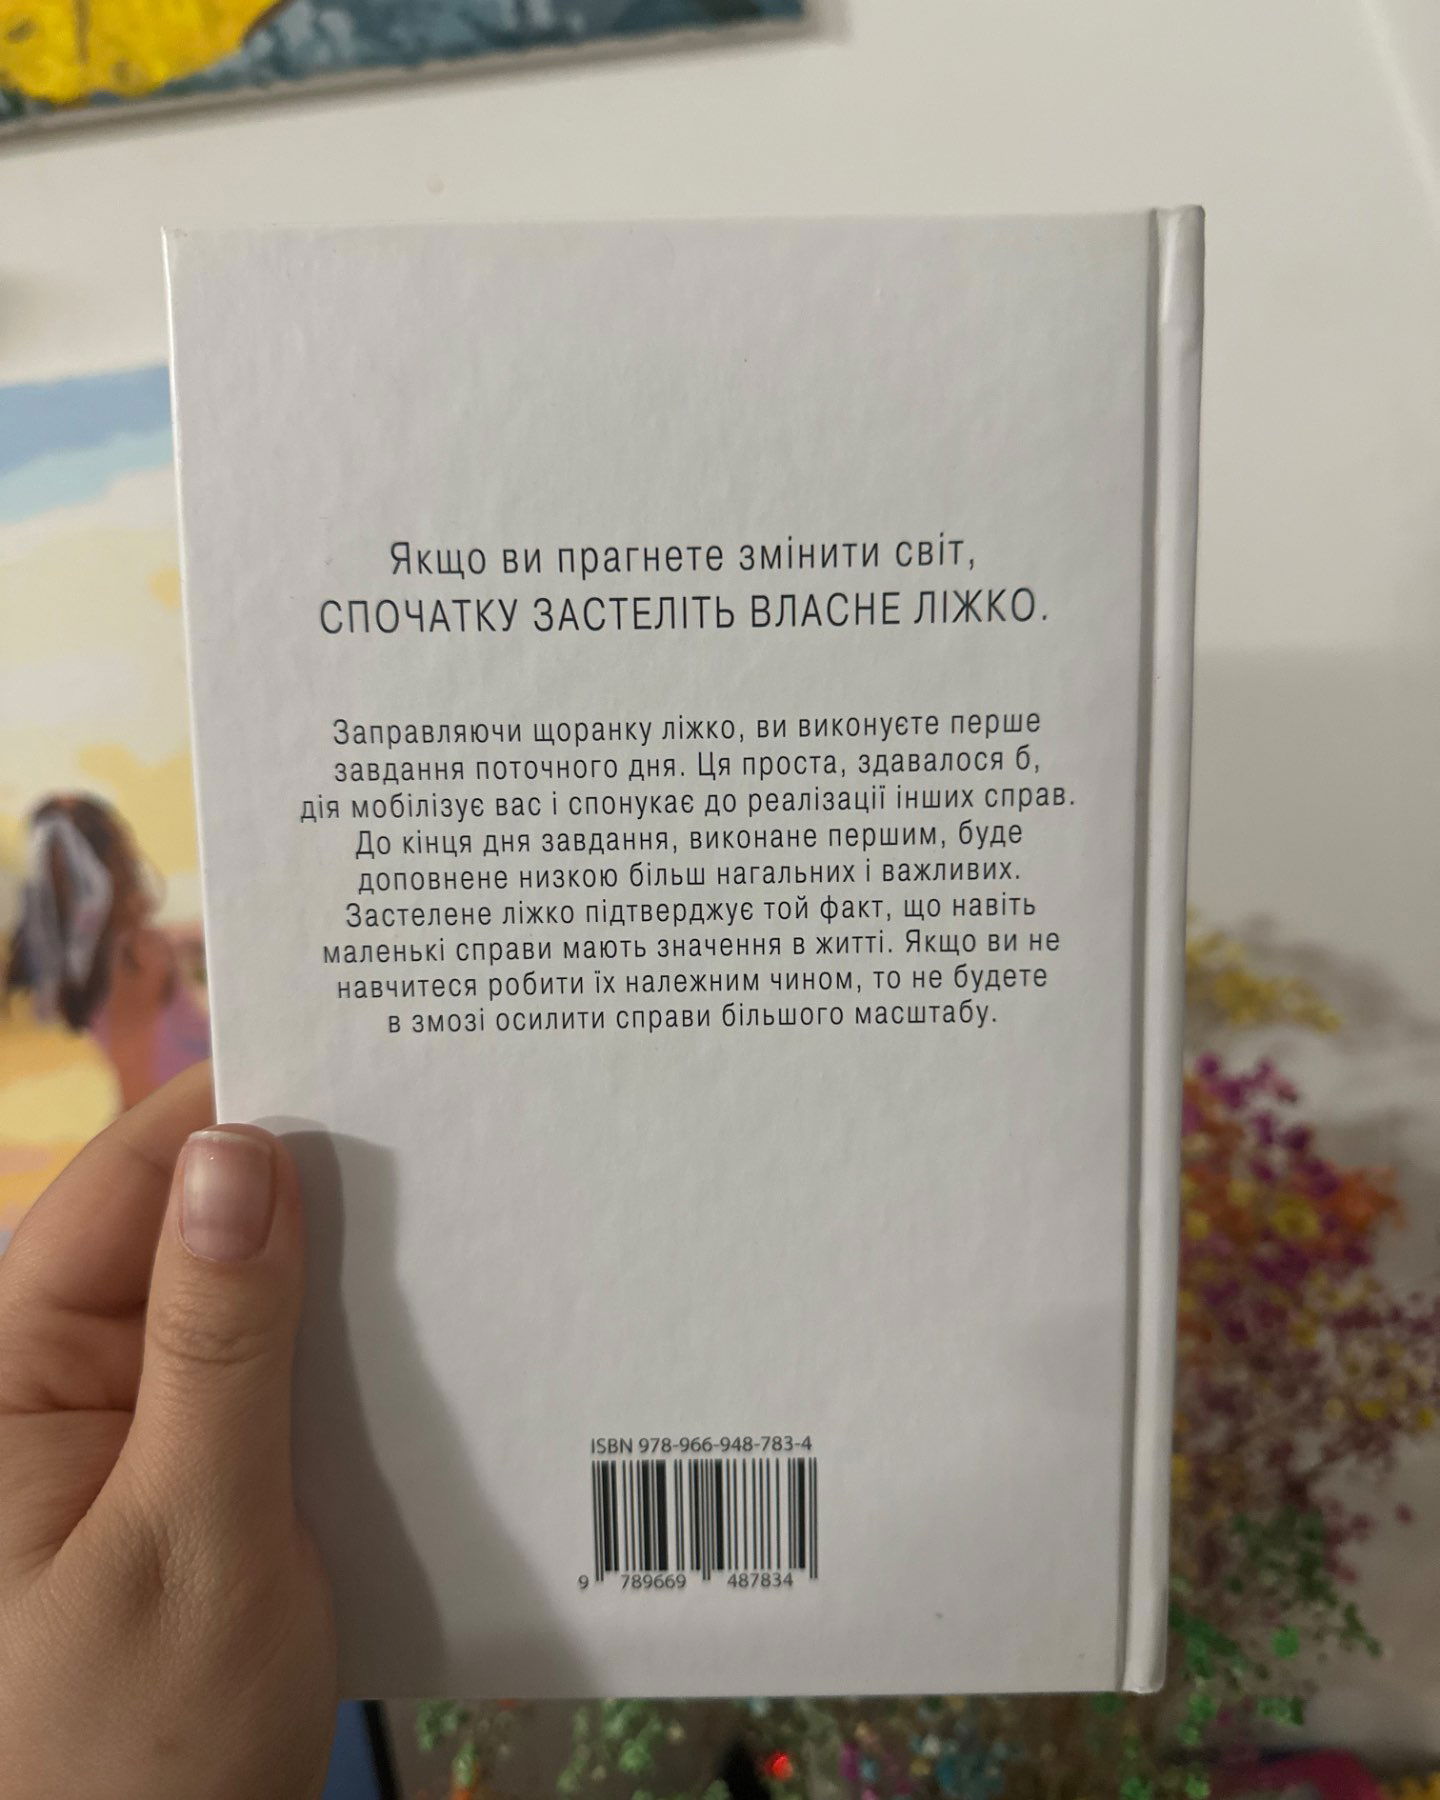 Якщо ви прагнете змінити світ,
СПОЧАТКУ ЗАСТЕЛІТЬ ВЛАСНЕ ЛІЖКО.
Заправляючи щоранку ліжко, ви виконуєте перше
завдання поточного дня. Ця проста, здавалося б,
дія мобілізує вас і спонукає до реалізації інших справ.
До кінця дня завдання, виконане першим, буде
доповнене низкою більш нагальних і важливих.
Застелене ліжко підтверджує той факт, що навіть
маленькі справи мають значення в житті. Якщо ви не
навчитеся робити їх належним чином, то не будете
в змозі осилити справи більшого масштабу.
ISBN 978-966-948-783-4
9 789669 487834